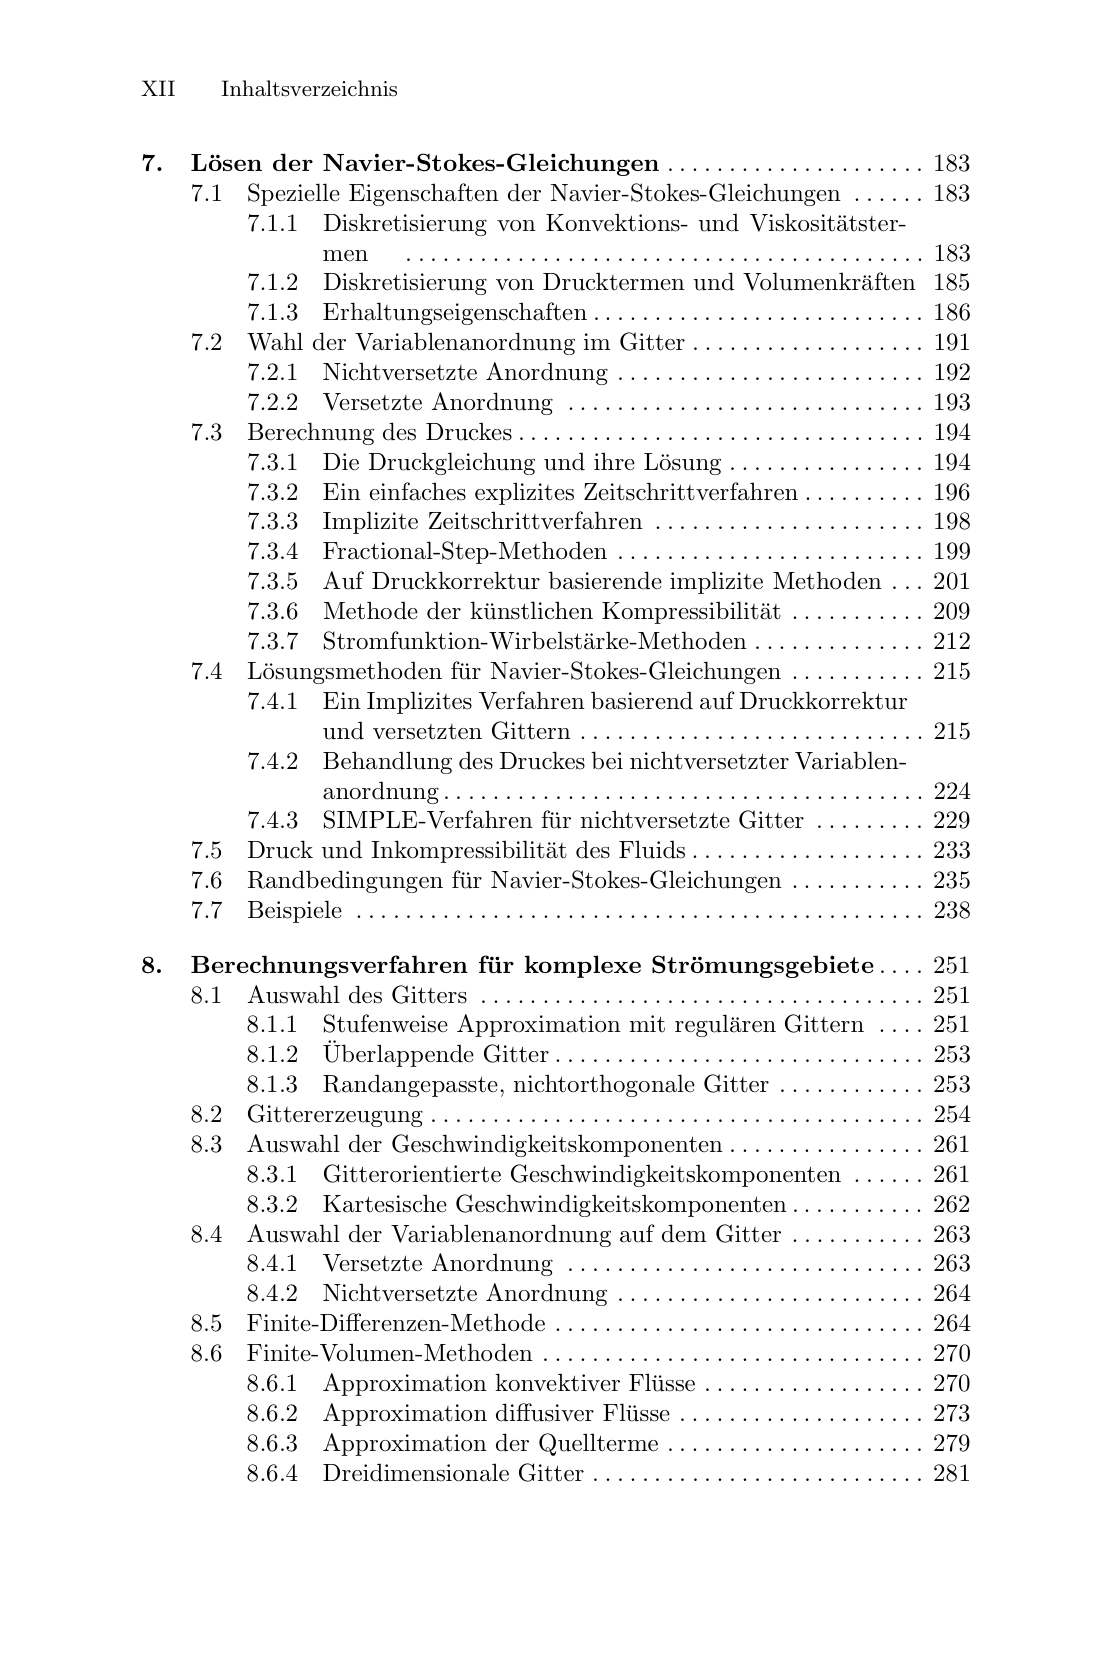 XII Inhaltsverzeichnis
7. Lösen der Navier-Stokes-Gleichungen . . . . . . . . . . . . . . . . . . . . . 183
7.1 Spezielle Eigenschaften der Navier-Stokes-Gleichungen . . . . . . 183
7.1.1 Diskretisierung von Konvektions- und Viskositätster-
men . . . . . . . . . . . . . . . . . . . . . . . . . . . . . . . . . . . . . . . . . . 183
7.1.2 Diskretisierung von Drucktermen und Volumenkräften 185
7.1.3 Erhaltungseigenschaften . . . . . . . . . . . . . . . . . . . . . . . . . . . 186
7.2 Wahl der Variablenanordnung im Gitter . . . . . . . . . . . . . . . . . . . 191
7.2.1 Nichtversetzte Anordnung . . . . . . . . . . . . . . . . . . . . . . . . . 192
7.2.2 Versetzte Anordnung . . . . . . . . . . . . . . . . . . . . . . . . . . . . . 193
7.3 Berechnung des Druckes . . . . . . . . . . . . . . . . . . . . . . . . . . . . . . . . . 194
7.3.1 Die Druckgleichung und ihre Lösung . . . . . . . . . . . . . . . . 194
7.3.2 Ein einfaches explizites Zeitschrittverfahren . . . . . . . . . . 196
7.3.3 Implizite Zeitschrittverfahren . . . . . . . . . . . . . . . . . . . . . . 198
7.3.4 Fractional-Step-Methoden . . . . . . . . . . . . . . . . . . . . . . . . . 199
7.3.5 Auf Druckkorrektur basierende implizite Methoden . . . 201
7.3.6 Methode der künstlichen Kompressibilität . . . . . . . . . . . 209
7.3.7 Stromfunktion-Wirbelstärke-Methoden . . . . . . . . . . . . . . 212
7.4 Lösungsmethoden für Navier-Stokes-Gleichungen . . . . . . . . . . . 215
7.4.1 Ein Implizites Verfahren basierend auf Druckkorrektur
und versetzten Gittern . . . . . . . . . . . . . . . . . . . . . . . . . . . . 215
7.4.2 Behandlung des Druckes bei nichtversetzter Variablen-
anordnung . . . . . . . . . . . . . . . . . . . . . . . . . . . . . . . . . . . . . . . 224
7.4.3 SIMPLE-Verfahren für nichtversetzte Gitter . . . . . . . . . 229
7.5 Druck und Inkompressibilität des Fluids . . . . . . . . . . . . . . . . . . . 233
7.6 Randbedingungen für Navier-Stokes-Gleichungen . . . . . . . . . . . 235
7.7 Beispiele . . . . . . . . . . . . . . . . . . . . . . . . . . . . . . . . . . . . . . . . . . . . . . 238
8. Berechnungsverfahren für komplexe Strömungsgebiete . . . . 251
8.1 Auswahl des Gitters . . . . . . . . . . . . . . . . . . . . . . . . . . . . . . . . . . . . 251
8.1.1 Stufenweise Approximation mit regulären Gittern . . . . 251
8.1.2 Überlappende Gitter . . . . . . . . . . . . . . . . . . . . . . . . . . . . . . 253
8.1.3 Randangepasste, nichtorthogonale Gitter . . . . . . . . . . . . 253
8.2 Gittererzeugung . . . . . . . . . . . . . . . . . . . . . . . . . . . . . . . . . . . . . . . . 254
8.3 Auswahl der Geschwindigkeitskomponenten . . . . . . . . . . . . . . . . 261
8.3.1 Gitterorientierte Geschwindigkeitskomponenten . . . . . . 261
8.3.2 Kartesische Geschwindigkeitskomponenten . . . . . . . . . . . 262
8.4 Auswahl der Variablenanordnung auf dem Gitter . . . . . . . . . . . 263
8.4.1 Versetzte Anordnung . . . . . . . . . . . . . . . . . . . . . . . . . . . . . 263
8.4.2 Nichtversetzte Anordnung . . . . . . . . . . . . . . . . . . . . . . . . . 264
8.5 Finite-Differenzen-Methode . . . . . . . . . . . . . . . . . . . . . . . . . . . . . . 264
8.6 Finite-Volumen-Methoden . . . . . . . . . . . . . . . . . . . . . . . . . . . . . . . 270
8.6.1 Approximation konvektiver Flüsse . . . . . . . . . . . . . . . . . . 270
8.6.2 Approximation diffusiver Flüsse . . . . . . . . . . . . . . . . . . . . 273
8.6.3 Approximation der Quellterme . . . . . . . . . . . . . . . . . . . . . 279
8.6.4 Dreidimensionale Gitter . . . . . . . . . . . . . . . . . . . . . . . . . . . 281